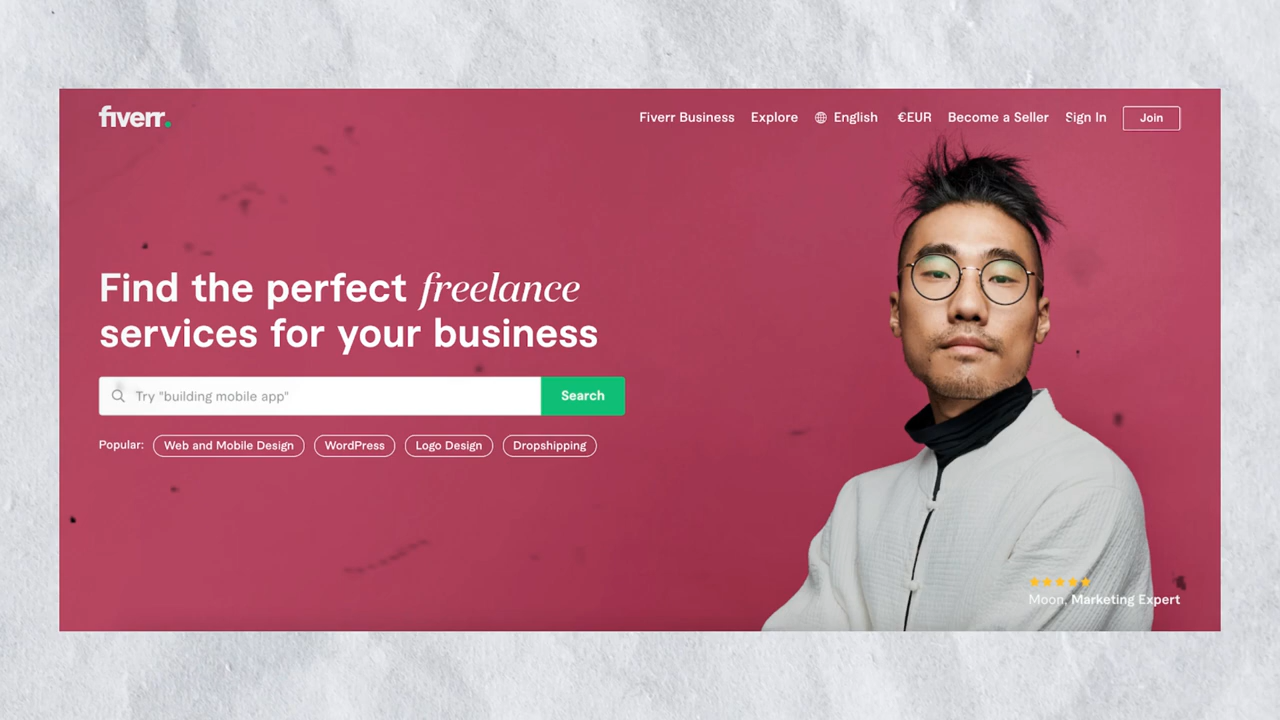 fiverr.
Fiverr Business Explore English €EUR Become a Seller Sign In Join
Find the perfect freelance
services for your business
Try "building mobile app" Search
Popular: Web and Mobile Design WordPress Logo Design Dropshipping
Moon, Marketing Expert